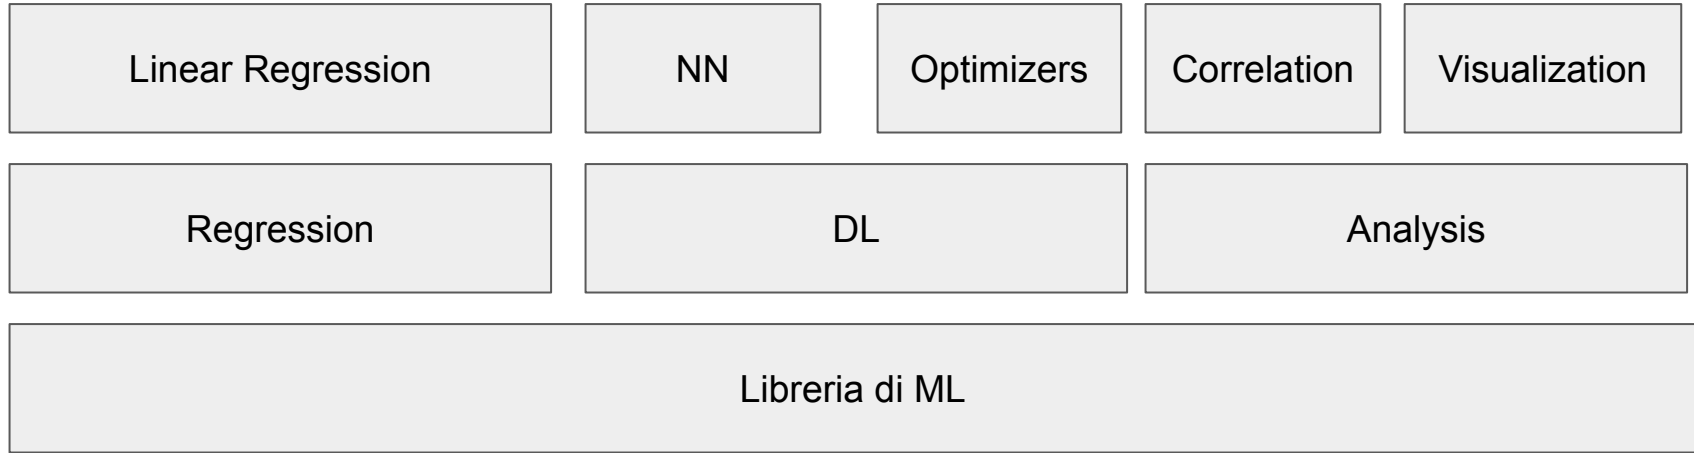 Linear Regression
NN
Optimizers
Correlation
Visualization
Regression
DL
Analysis
Libreria di ML